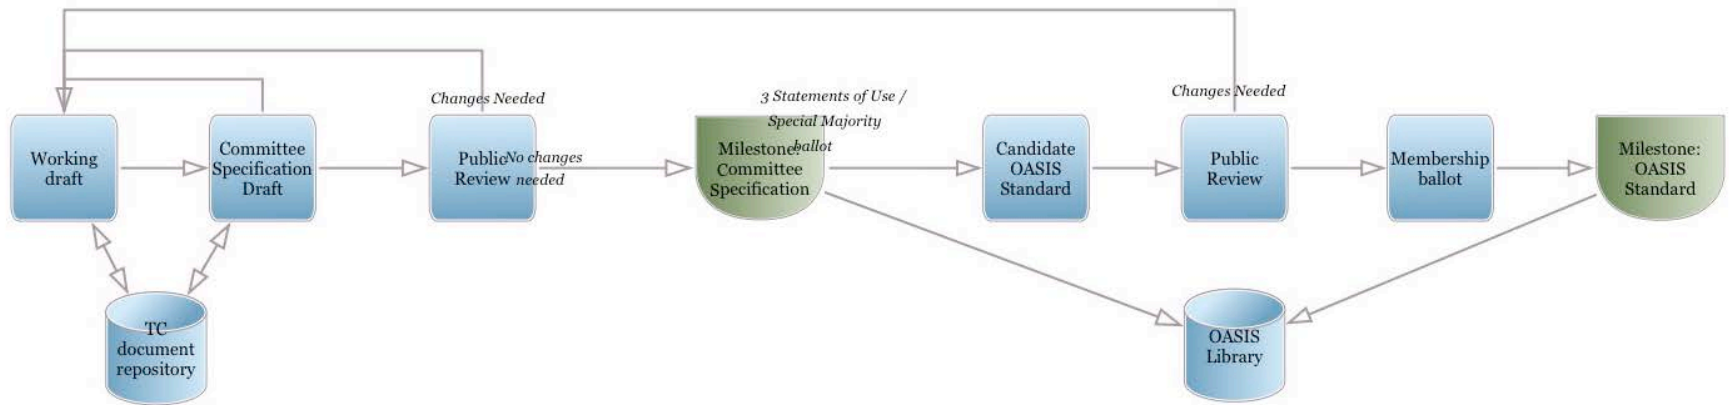 Changes Needed
3 Statements of Use /
Special Majority
ballot
Changes Needed
Working
draft
Committee
Specification
Draft
Public
Review
No changes
needed
Milestone:
Committee
Specification
Candidate
OASIS
Standard
Public
Review
Membership
ballot
Milestone:
OASIS
Standard
TC
document
repository
OASIS
Library